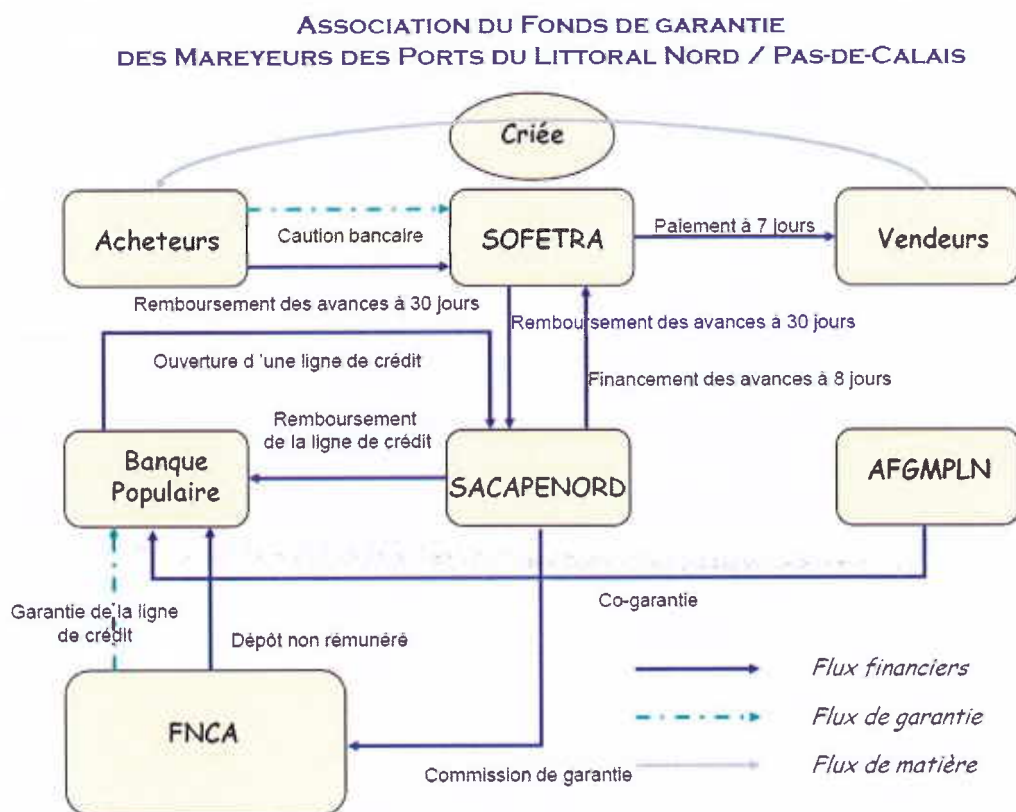 ASSOCIATION DU FONDS DE GARANTIE
DES MAREYEURS DES PORTS DU LITTORAL NORD / PAS-DE-CALAIS
Criée
Acheteurs
Caution bancaire
SOFETRA
Paiement à 7 jours
Vendeurs
Remboursement des avances à 30 jours
Remboursement des avances à 30 jours
Ouverture d 'une ligne de crédit
Financement des avances à 8 jours
Remboursement
de la ligne de crédit
Banque
Populaire
SACAPENORD
AFGMPLN
Co-garantie
Garantie de la ligne
de crédit
Dépôt non rémunéré
FNCA
Commission de garantie
Flux financiers
Flux de garantie
Flux de matière